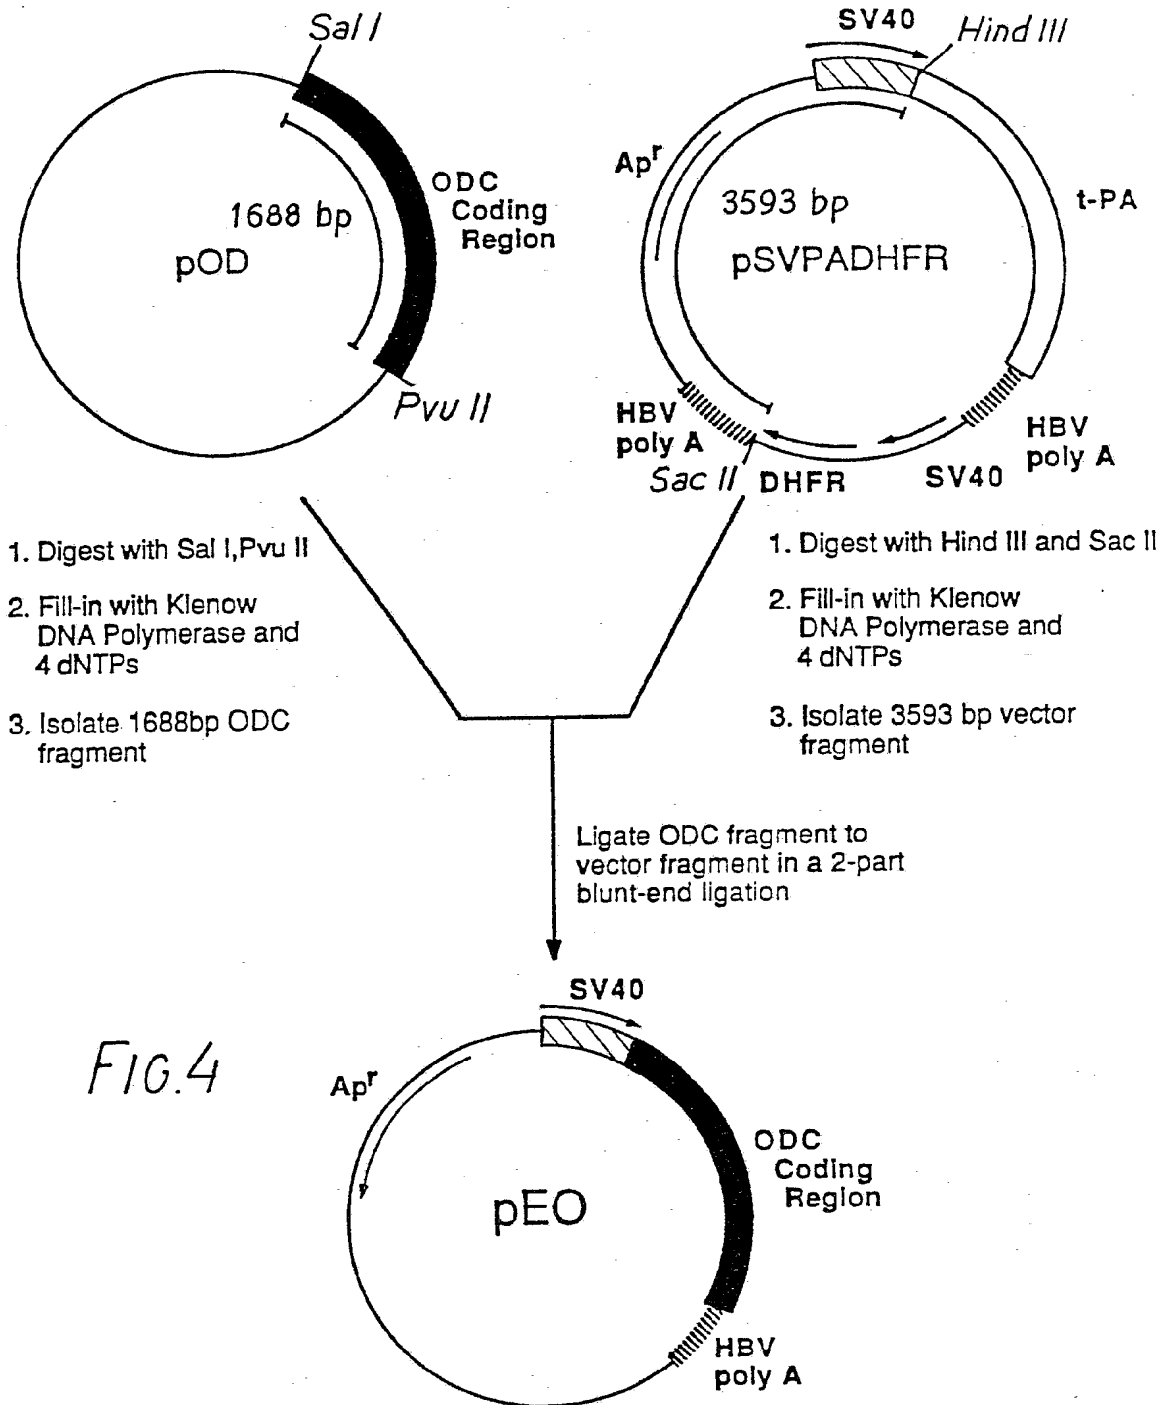 Sal I
ODC
Coding
Region
1688 bp
pOD
Pvu II
SV40
Hind III
Apr
3593 bp
pSVPADHFR
t-PA
HBV
poly A
Sac II
DHFR
SV40
HBV
poly A
1. Digest with Sal I,Pvu II
2. Fill-in with Klenow
DNA Polymerase and
4 dNTPs
3. Isolate 1688bp ODC
fragment
1. Digest with Hind III and Sac II
2. Fill-in with Klenow
DNA Polymerase and
4 dNTPs
3. Isolate 3593 bp vector
fragment
Ligate ODC fragment to
vector fragment in a 2-part
blunt-end ligation
FIG.4
SV40
Apr
ODC
Coding
Region
pEO
HBV
poly A